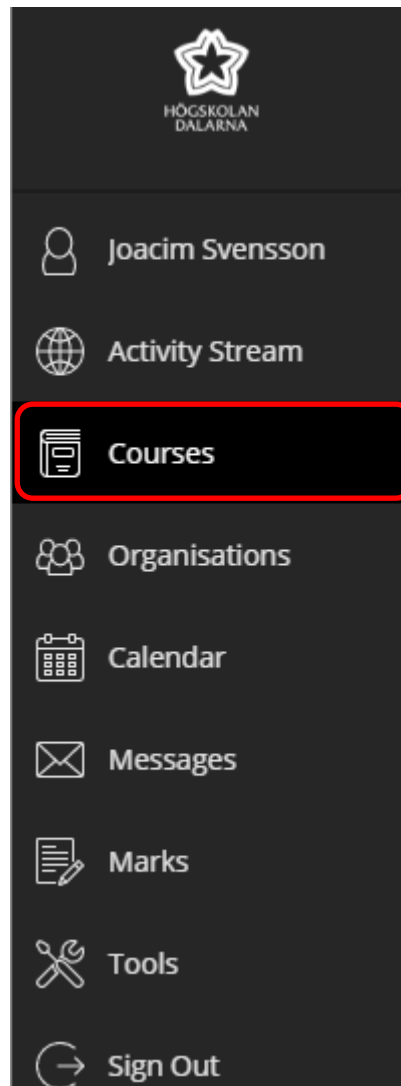 HÖGSKOLAN
DALARNA
Joacim Svensson
Activity Stream
Courses
Organisations
Calendar
Messages
Marks
Tools
Sign Out